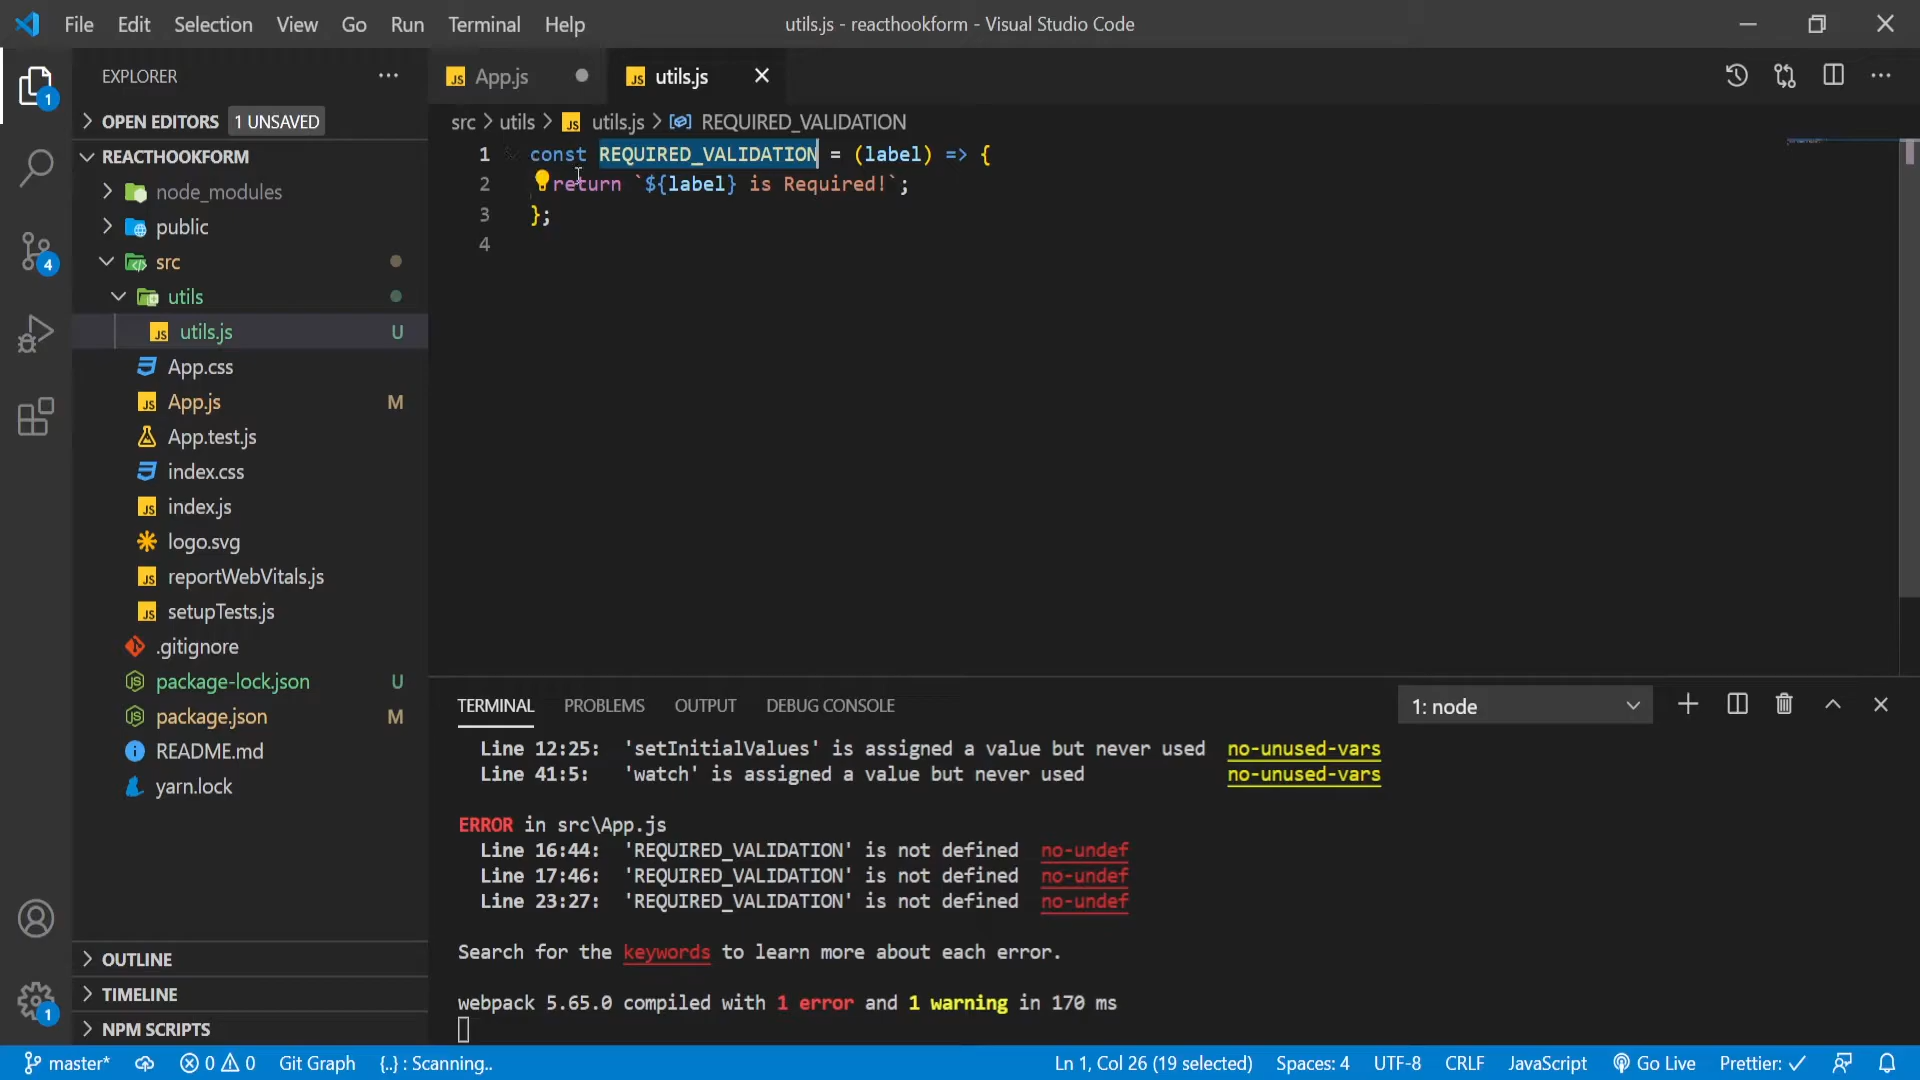 File Edit Selection View Go Run Terminal Help
utils.js - reacthookform - Visual Studio Code
EXPLORER
OPEN EDITORS 1 UNSAVED
REACTHOOKFORM
node_modules
public
src
utils
utils.js U
App.css
App.js M
App.test.js
index.css
index.js
logo.svg
reportWebVitals.js
setupTests.js
.gitignore
package-lock.json U
package.json M
README.md
yarn.lock
OUTLINE
TIMELINE
NPM SCRIPTS
1
4
1
JS App.js JS utils.js
src > utils > JS utils.js > REQUIRED_VALIDATION
1 const REQUIRED_VALIDATION = (label) => {
2 return `${label} is Required!`;
3 };
4
TERMINAL PROBLEMS OUTPUT DEBUG CONSOLE 1: node
Line 12:25: 'setInitialValues' is assigned a value but never used no-unused-vars
Line 41:5: 'watch' is assigned a value but never used no-unused-vars
ERROR in src\App.js
Line 16:44: 'REQUIRED_VALIDATION' is not defined no-undef
Line 17:46: 'REQUIRED_VALIDATION' is not defined no-undef
Line 23:27: 'REQUIRED_VALIDATION' is not defined no-undef
Search for the keywords to learn more about each error.
webpack 5.65.0 compiled with 1 error and 1 warning in 170 ms
master* 0 0 Git Graph {..} : Scanning.. Ln 1, Col 26 (19 selected) Spaces: 4 UTF-8 CRLF JavaScript Go Live Prettier: ✓